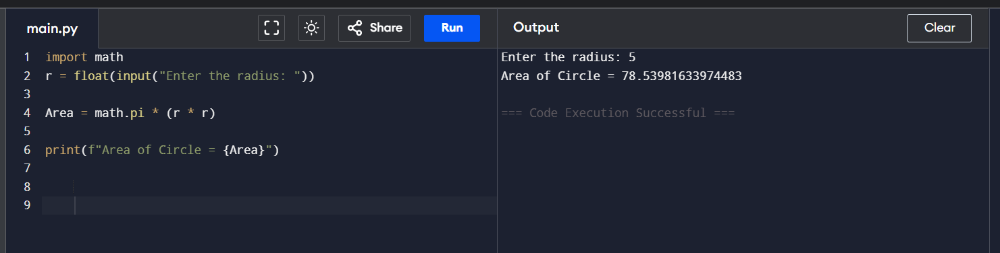 main.py Share Run Output Clear
1 import math
2 r = float(input("Enter the radius: "))
3
4 Area = math.pi * (r * r)
5
6 print(f"Area of Circle = {Area}")
7
8
9
Enter the radius: 5
Area of Circle = 78.53981633974483
=== Code Execution Successful ===